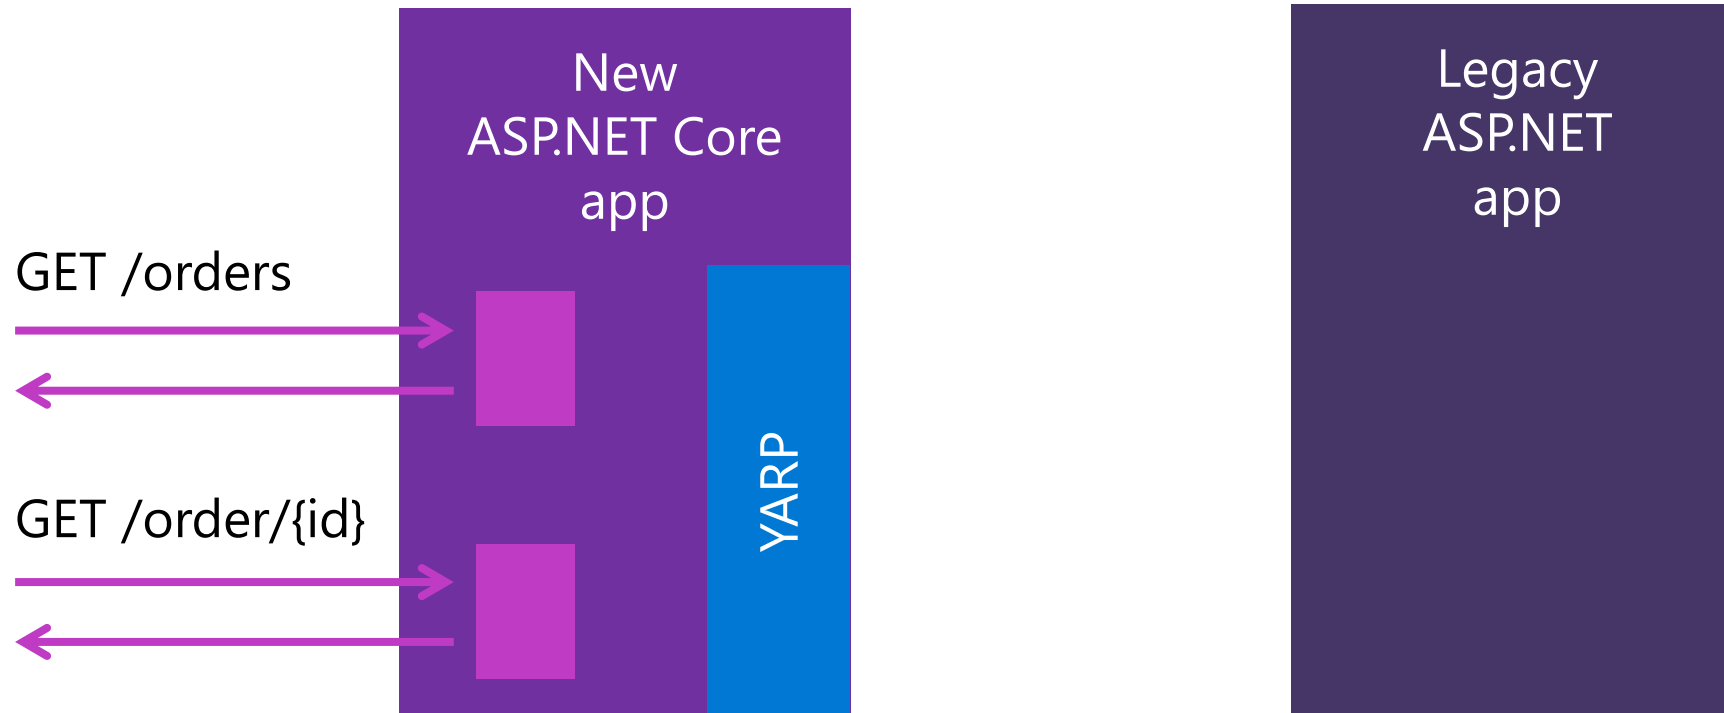 New
ASP.NET Core
app
Legacy
ASP.NET
app
GET /orders
GET /order/{id}
YARP